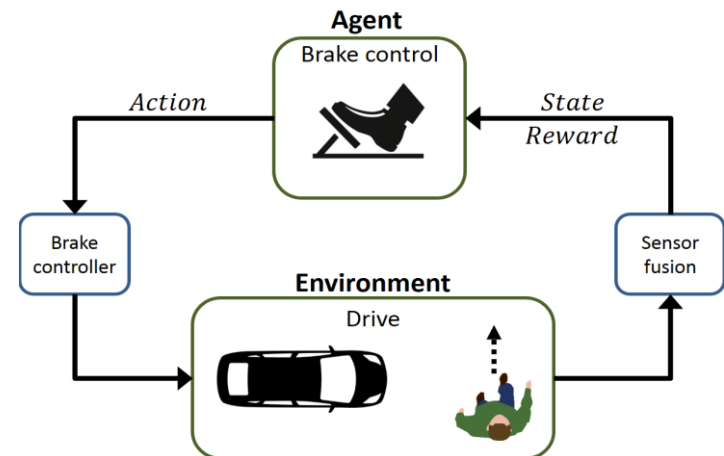 Agent
Brake control
Action
State
Reward
Brake
controller
Sensor
fusion
Environment
Drive